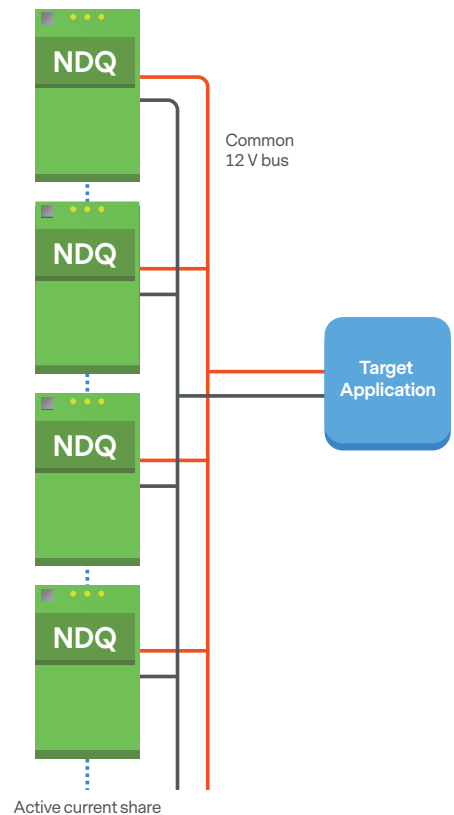 NDQ
Common
12 V bus
NDQ
Target
Application
NDQ
NDQ
Active current share